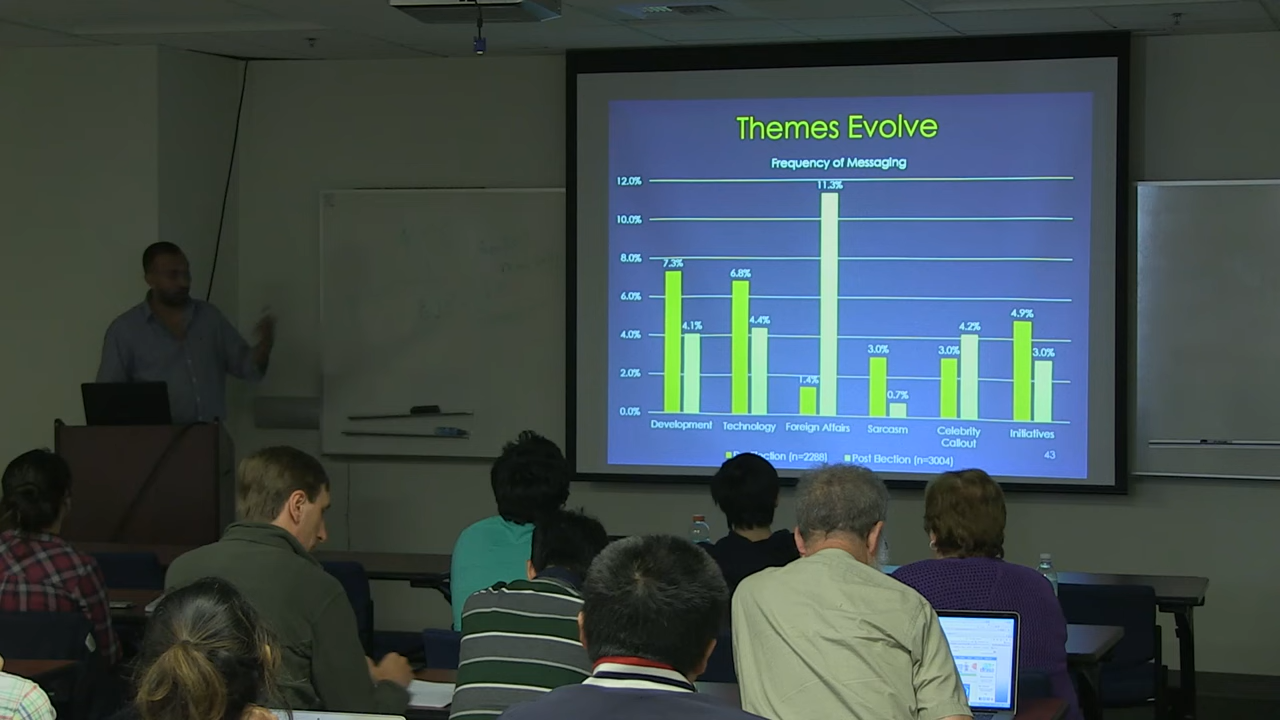 Themes Evolve
Frequency of Messaging
12.0%
10.0%
8.0%
6.0%
4.0%
2.0%
0.0%
7.3%
4.1%
6.8%
4.4%
1.4%
11.3%
3.0%
0.7%
3.0%
4.2%
4.9%
3.0%
Development
Technology
Foreign Affairs
Sarcasm
Celebrity
Callout
Initiatives
Election (n=2288)
Post Election (n=3004)
43